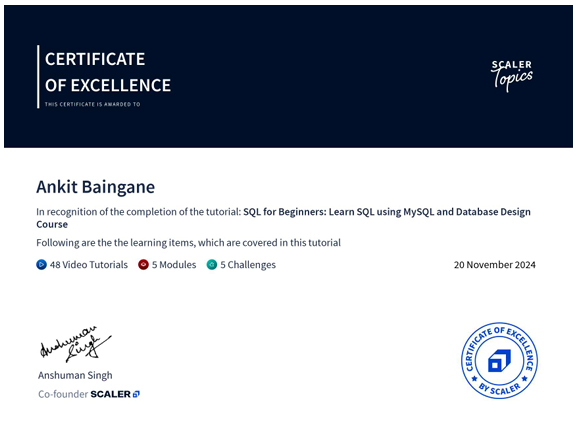 CERTIFICATE
OF EXCELLENCE
THIS CERTIFICATE IS AWARDED TO
SCALER
Topics
Ankit Baingane
In recognition of the completion of the tutorial: SQL for Beginners: Learn SQL using MySQL and Database Design
Course
Following are the the learning items, which are covered in this tutorial
48 Video Tutorials 5 Modules 5 Challenges
20 November 2024
Anshuman
Singh
Anshuman Singh
Co-founder SCALER
CERTIFICATE OF EXCELLENCE
BY SCALER